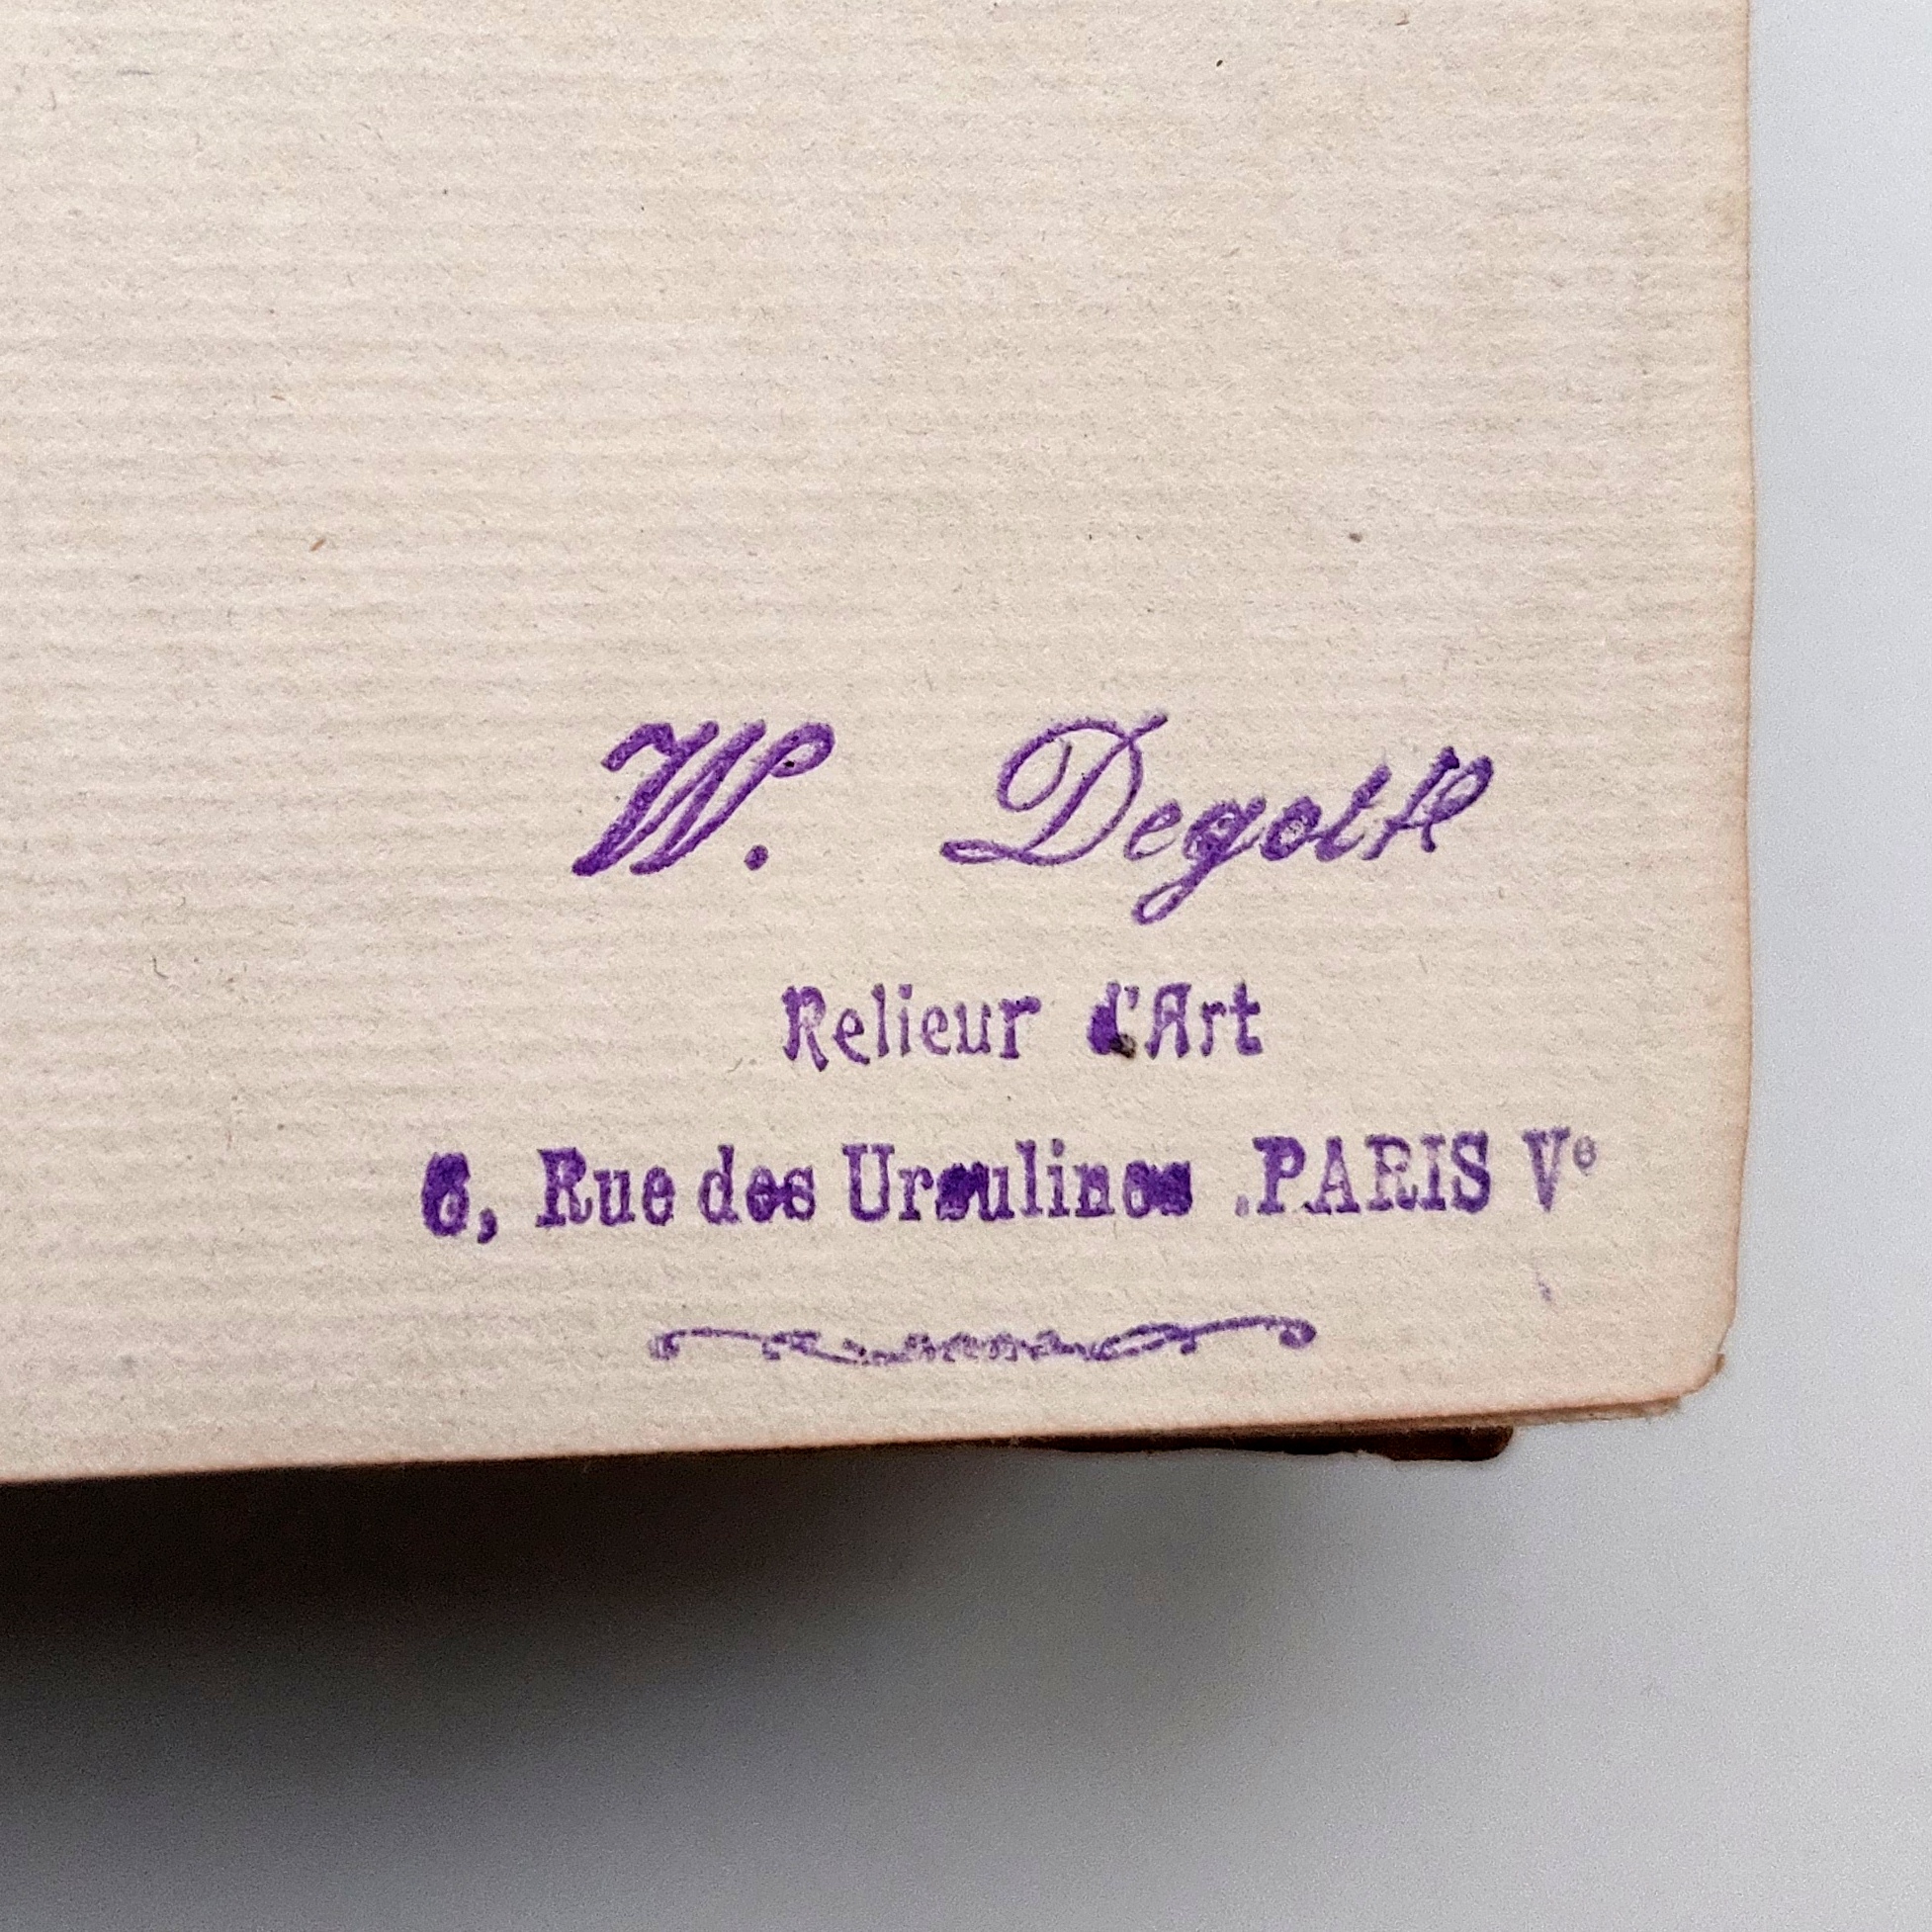 W. Degott
Relieur d'Art
6, Rue des Ursulines .PARIS Vᵉ